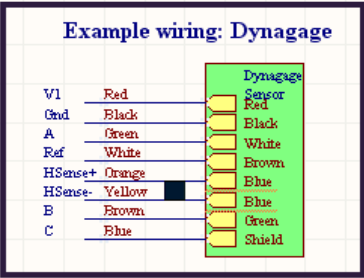 Example wiring: Dynagage
Dynagage
Sensor
V1 Red Red
Gnd Black Black
A Green White
Ref White Brown
HSense+ Orange Blue
HSense- Yellow Blue
B Brown Green
C Blue Shield